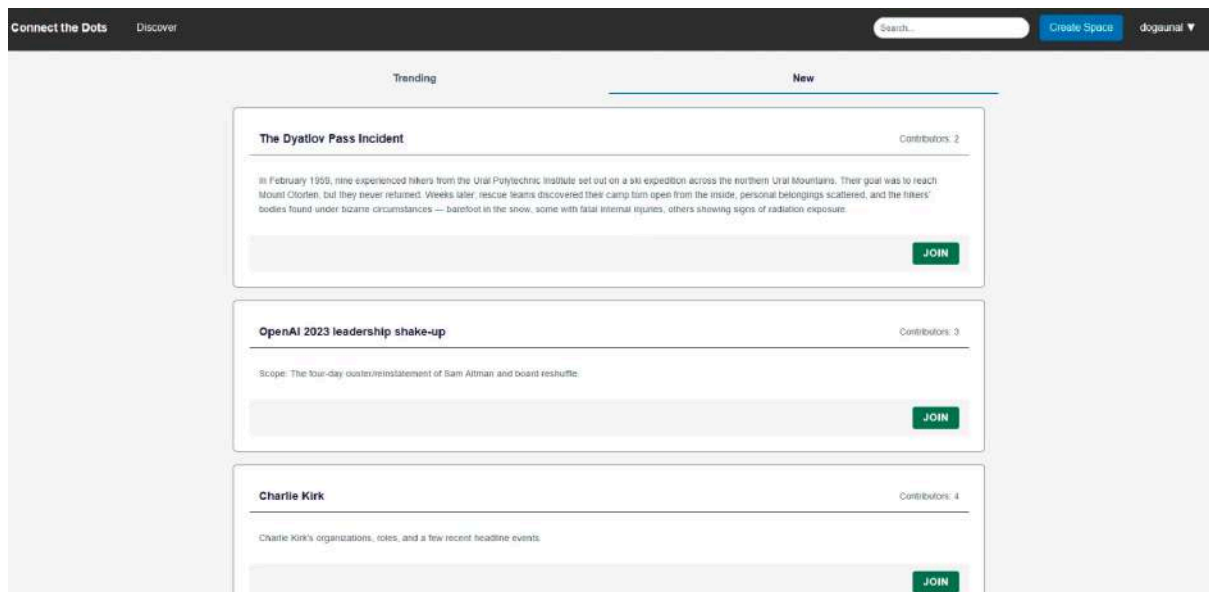 Connect the Dots Discover Search... Create Space dogaunal ▼
Trending New
The Dyatlov Pass Incident Contributors: 2
In February 1959, nine experienced hikers from the Ural Polytechnic Institute set out on a ski expedition across the northern Ural Mountains. Their goal was to reach
Mount Otorten, but they never returned. Weeks later, rescue teams discovered their camp torn open from the inside, personal belongings scattered, and the hikers'
bodies found under bizarre circumstances — barefoot in the snow, some with fatal internal injuries, others showing signs of radiation exposure.
JOIN
OpenAI 2023 leadership shake-up Contributors: 3
Scope: The four-day ouster/reinstatement of Sam Altman and board reshuffle.
JOIN
Charlie Kirk Contributors: 4
Charlie Kirk's organizations, roles, and a few recent headline events.
JOIN